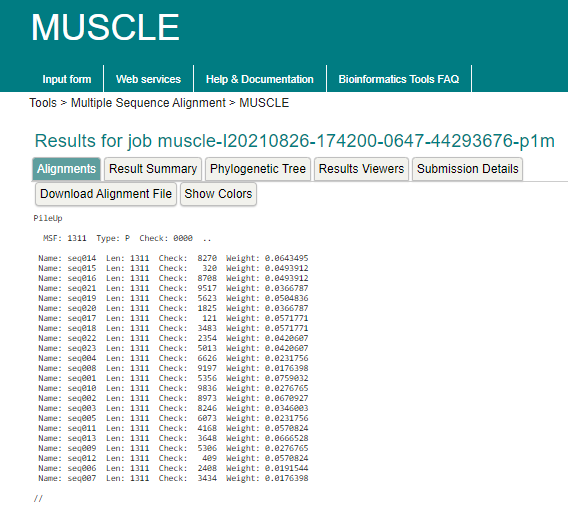 MUSCLE
Input form Web services Help & Documentation Bioinformatics Tools FAQ
Tools > Multiple Sequence Alignment > MUSCLE
Results for job muscle-I20210826-174200-0647-44293676-p1m
Alignments Result Summary Phylogenetic Tree Results Viewers Submission Details
Download Alignment File Show Colors
PileUp
MSF: 1311 Type: P Check: 0000 ..
Name: seq014 Len: 1311 Check: 8270 Weight: 0.0643495
Name: seq015 Len: 1311 Check: 320 Weight: 0.0493912
Name: seq016 Len: 1311 Check: 8708 Weight: 0.0493912
Name: seq021 Len: 1311 Check: 9517 Weight: 0.0366787
Name: seq019 Len: 1311 Check: 5623 Weight: 0.0504836
Name: seq020 Len: 1311 Check: 1825 Weight: 0.0366787
Name: seq017 Len: 1311 Check: 121 Weight: 0.0571771
Name: seq018 Len: 1311 Check: 3483 Weight: 0.0571771
Name: seq022 Len: 1311 Check: 2354 Weight: 0.0420607
Name: seq023 Len: 1311 Check: 5013 Weight: 0.0420607
Name: seq004 Len: 1311 Check: 6626 Weight: 0.0231756
Name: seq008 Len: 1311 Check: 9197 Weight: 0.0176398
Name: seq001 Len: 1311 Check: 5356 Weight: 0.0759032
Name: seq010 Len: 1311 Check: 9836 Weight: 0.0276765
Name: seq002 Len: 1311 Check: 8973 Weight: 0.0670927
Name: seq003 Len: 1311 Check: 8246 Weight: 0.0346003
Name: seq005 Len: 1311 Check: 6073 Weight: 0.0231756
Name: seq011 Len: 1311 Check: 4168 Weight: 0.0570824
Name: seq013 Len: 1311 Check: 3648 Weight: 0.0666528
Name: seq009 Len: 1311 Check: 5306 Weight: 0.0276765
Name: seq012 Len: 1311 Check: 409 Weight: 0.0570824
Name: seq006 Len: 1311 Check: 2408 Weight: 0.0191544
Name: seq007 Len: 1311 Check: 3434 Weight: 0.0176398
//